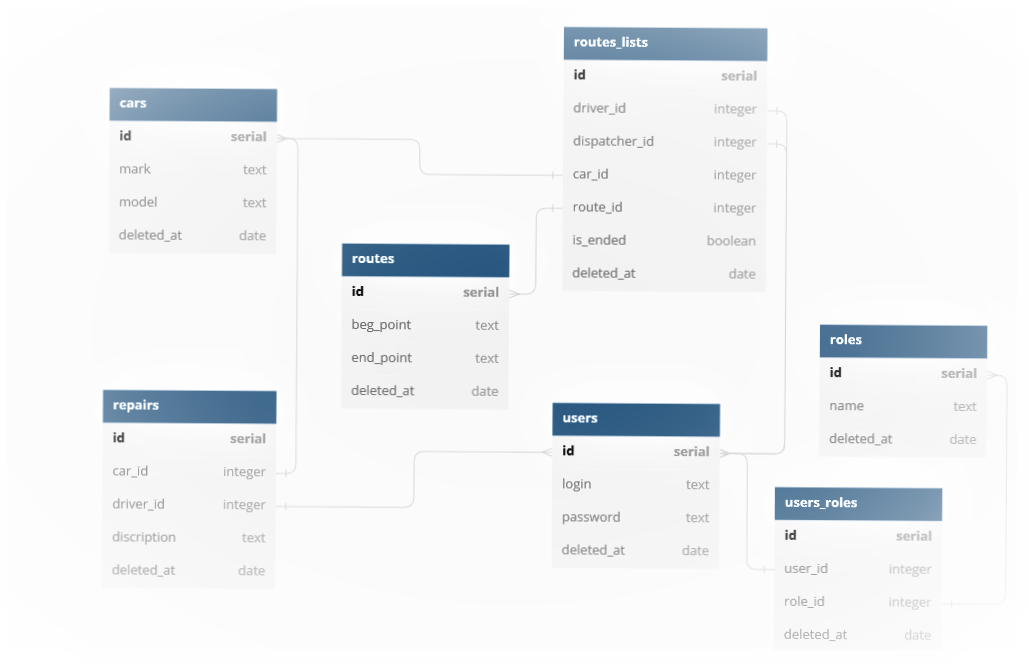 routes_lists
id serial
driver_id integer
dispatcher_id integer
car_id integer
route_id integer
is_ended boolean
deleted_at date
cars
id serial
mark text
model text
deleted_at date
routes
id serial
beg_point text
end_point text
deleted_at date
roles
id serial
name text
deleted_at date
repairs
id serial
car_id integer
driver_id integer
discription text
deleted_at date
users
id serial
login text
password text
deleted_at date
users_roles
id serial
user_id integer
role_id integer
deleted_at date